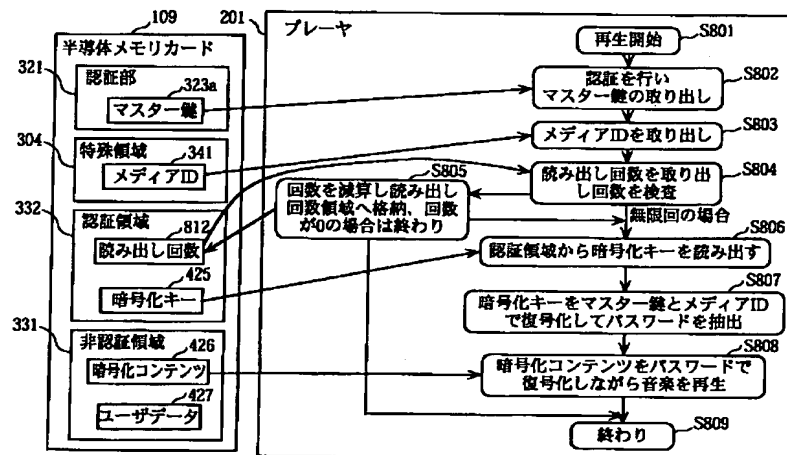 109
201
半導体メモリカード
プレーヤ
321
認証部
323a
マスター鍵
304
特殊領域
341
メディアID
332
認証領域
812
読み出し回数
425
暗号化キー
331
非認証領域
426
暗号化コンテンツ
427
ユーザデータ
再生開始
S801
認証を行い
マスター鍵の取り出し
S802
メディアIDを取り出し
S803
読み出し回数を取り出
し回数を検査
S804
S805
回数を減算し読み出し
回数領域へ格納、回数
が0の場合は終わり
無限回の場合
S806
認証領域から暗号化キーを読み出す
S807
暗号化キーをマスター鍵とメディアID
で復号化してパスワードを抽出
S808
暗号化コンテンツをパスワードで
復号化しながら音楽を再生
S809
終わり